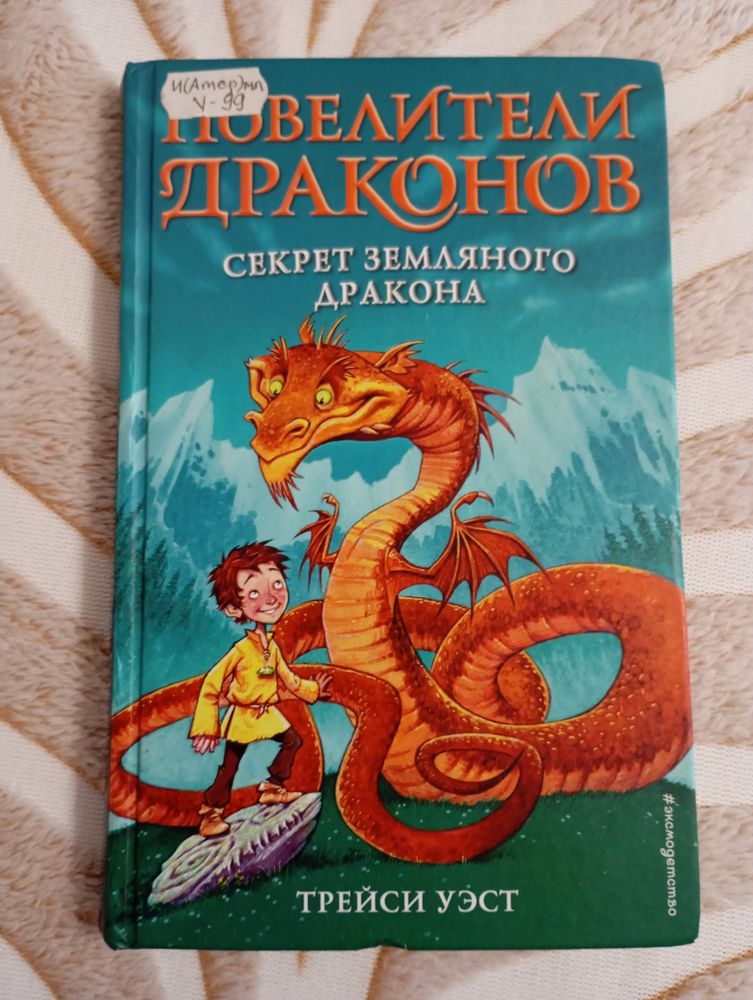 И(Амер)мл
У-99
ПОВЕЛИТЕЛИ
ДРАКОНОВ
СЕКРЕТ ЗЕМЛЯНОГО
ДРАКОНА
#эксмодетство
ТРЕЙСИ УЭСТ